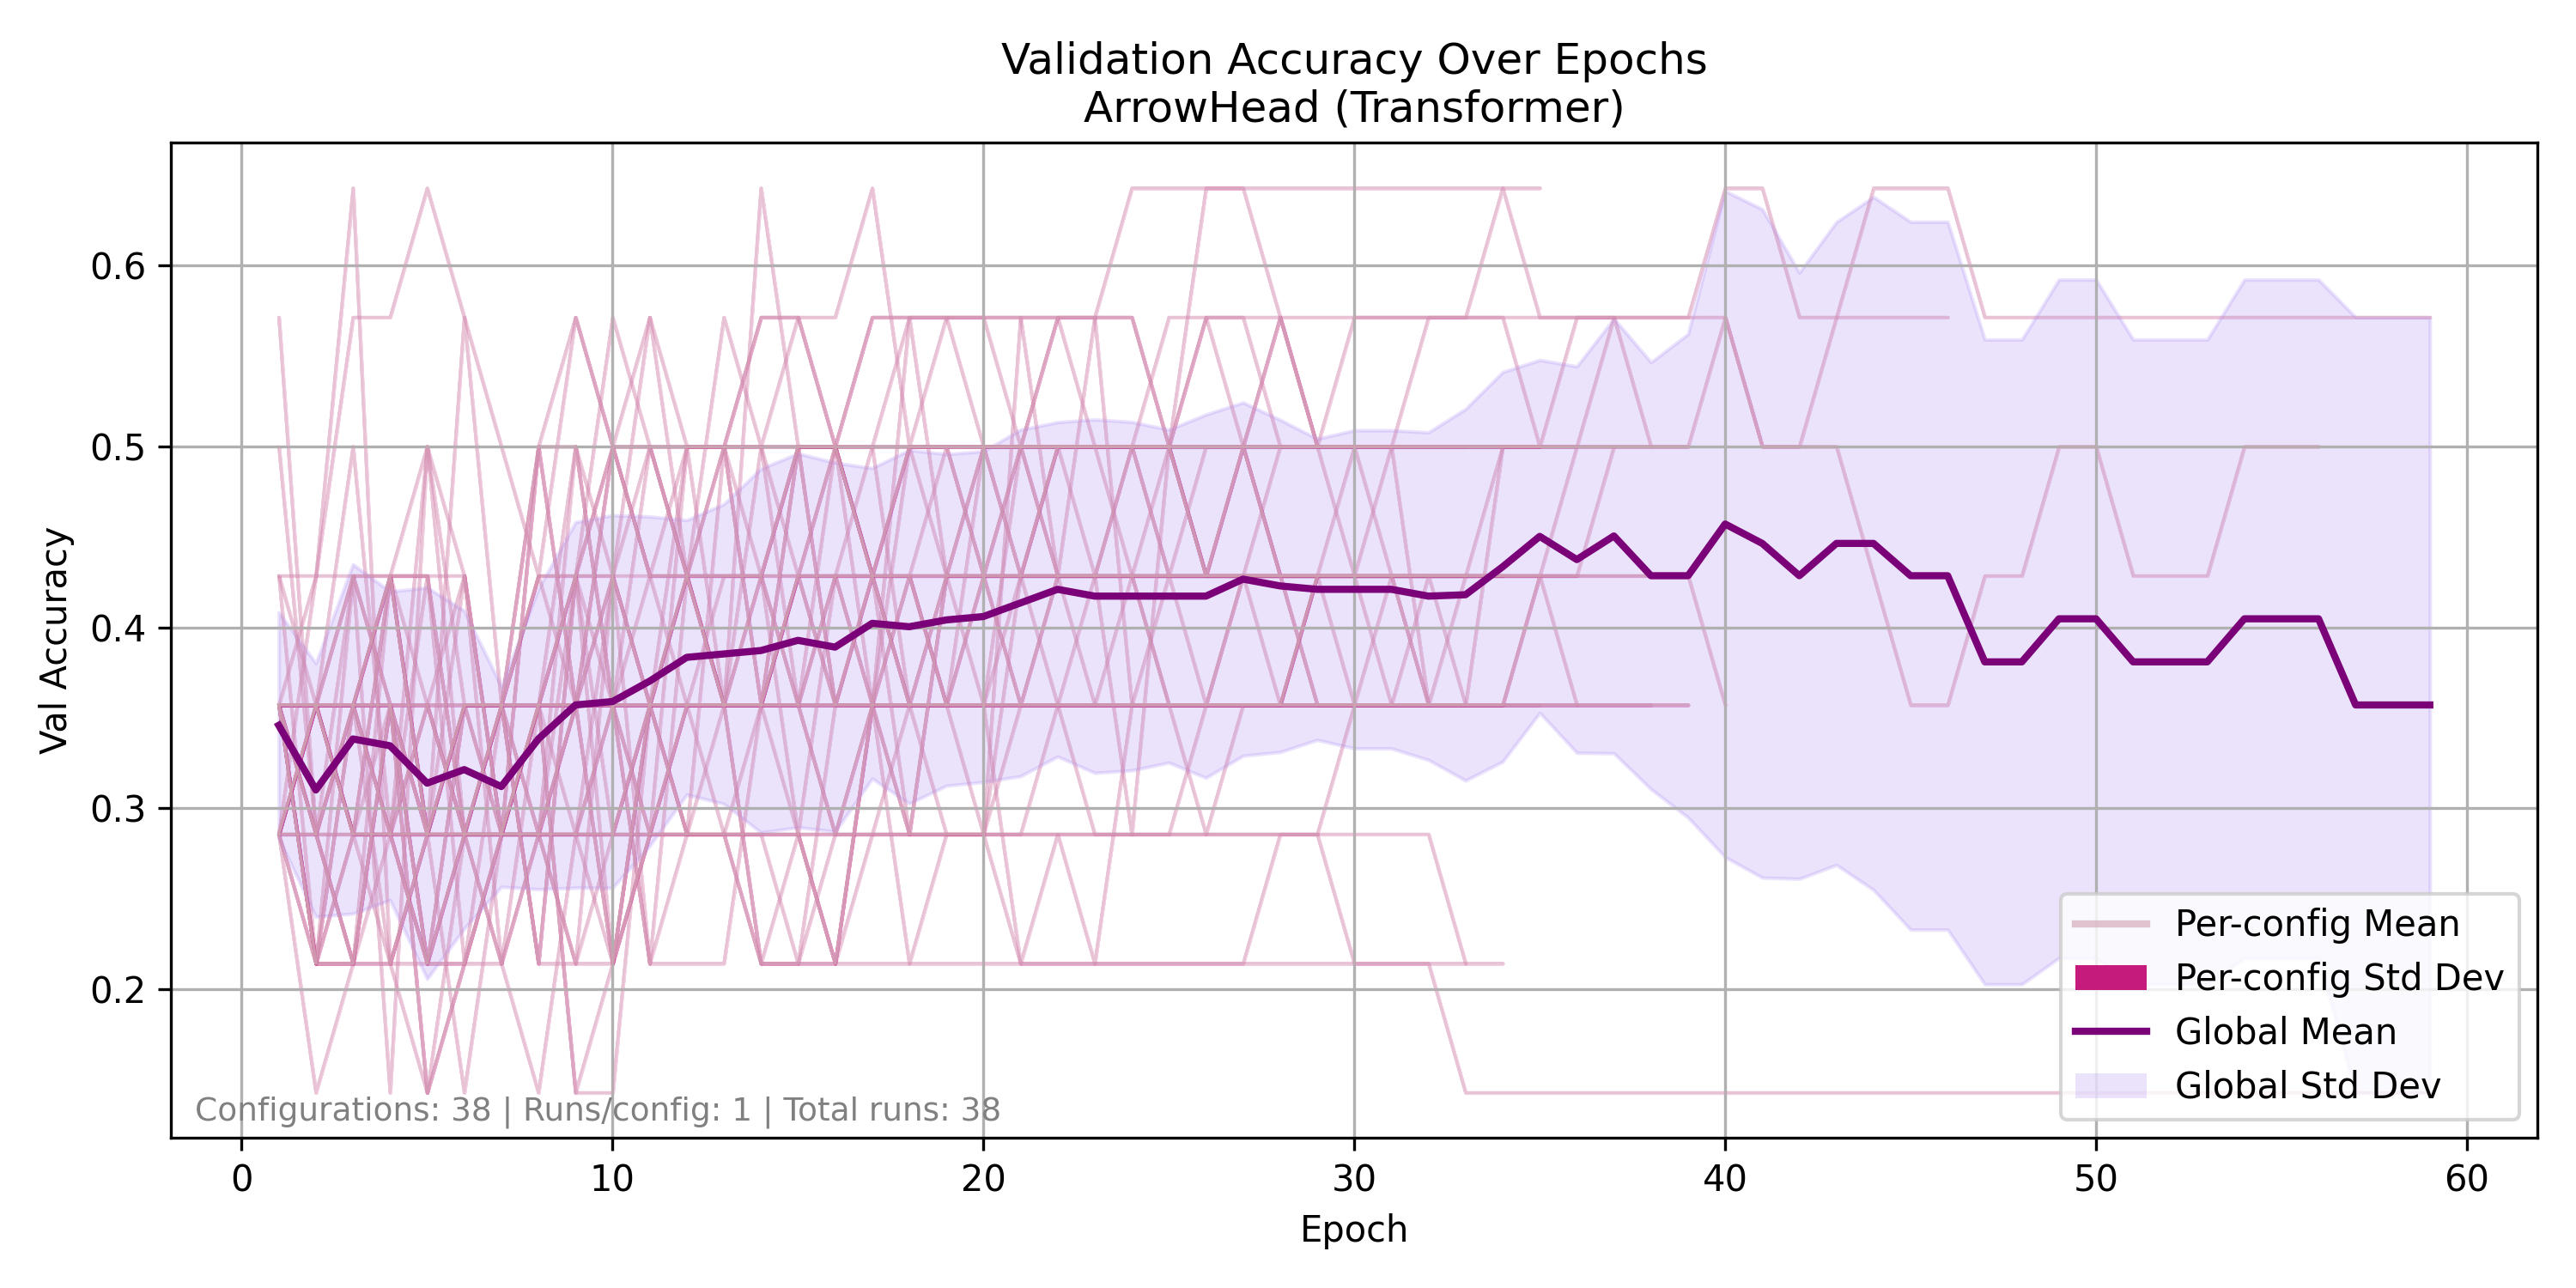 Validation Accuracy Over Epochs
ArrowHead (Transformer)
Val Accuracy
0.6
0.5
0.4
0.3
0.2
Per-config Mean
Per-config Std Dev
Global Mean
Global Std Dev
Configurations: 38 | Runs/config: 1 | Total runs: 38
0 10 20 30 40 50 60
Epoch